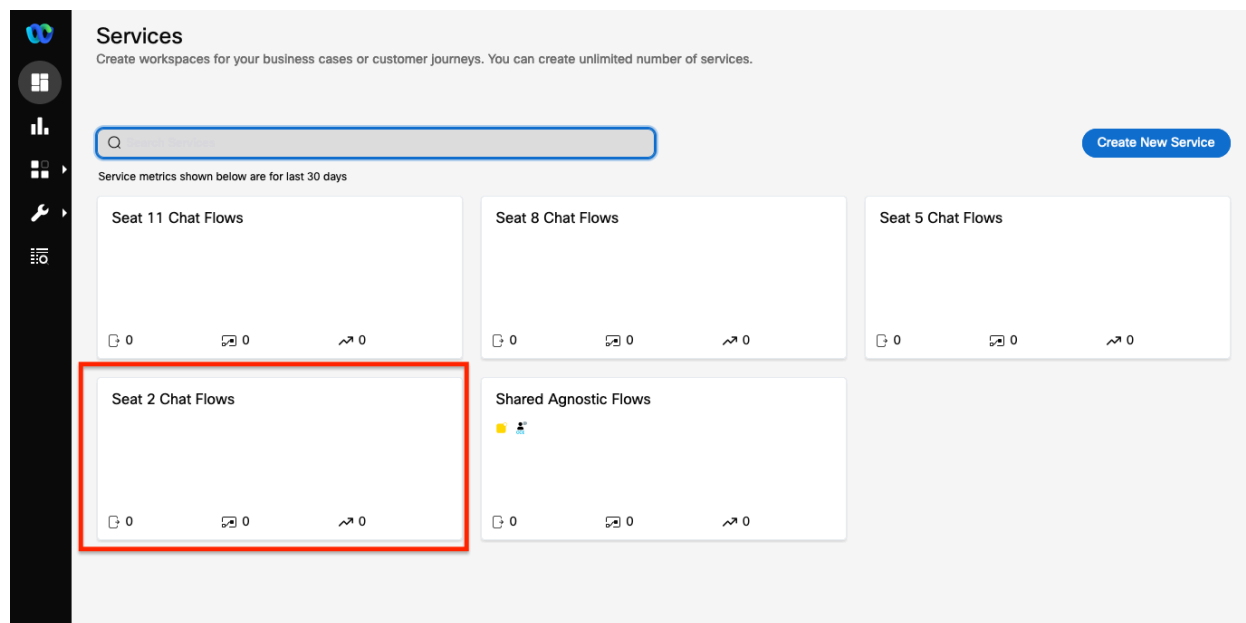 Services
Create workspaces for your business cases or customer journeys. You can create unlimited number of services.
Create New Service
Service metrics shown below are for last 30 days
Seat 11 Chat Flows
0 0 0
Seat 8 Chat Flows
0 0 0
Seat 5 Chat Flows
0 0 0
Seat 2 Chat Flows
0 0 0
Shared Agnostic Flows
0 0 0